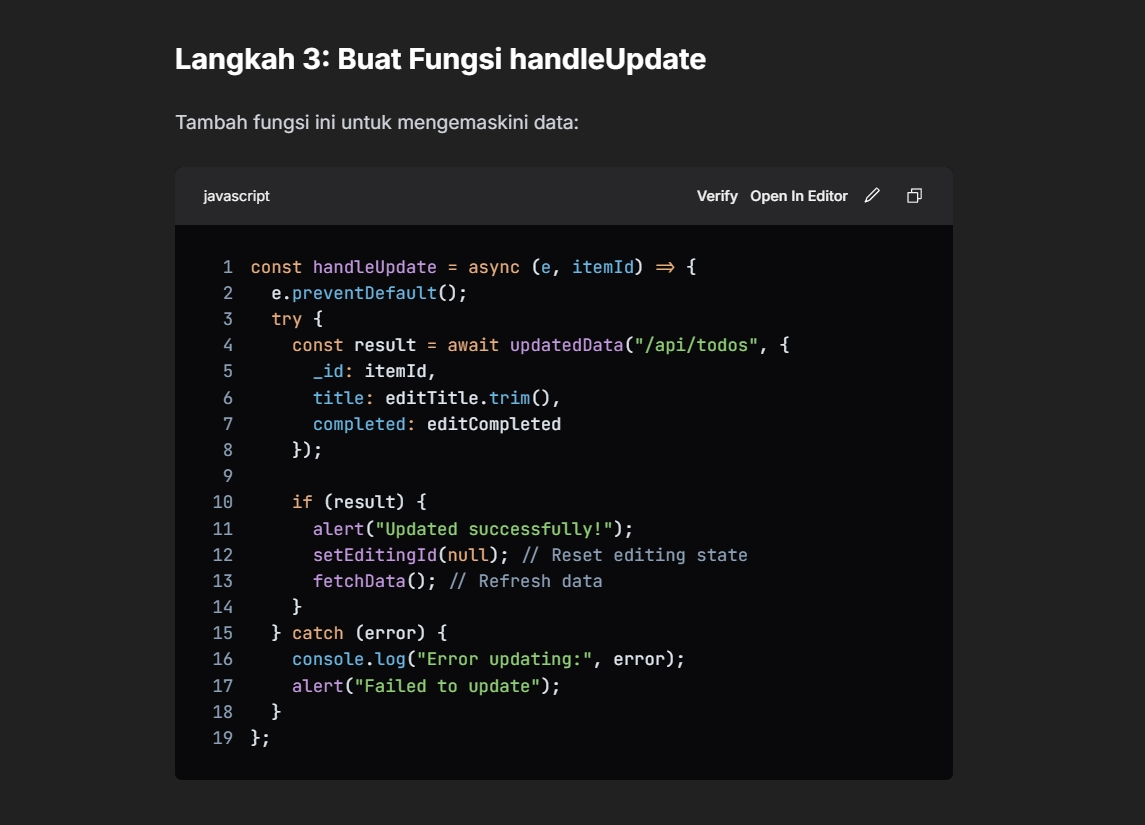 Langkah 3: Buat Fungsi handleUpdate
Tambah fungsi ini untuk mengemaskini data:
javascript Verify Open In Editor
1 const handleUpdate = async (e, itemId) => {
2   e.preventDefault();
3   try {
4     const result = await updatedData("/api/todos", {
5       _id: itemId,
6       title: editTitle.trim(),
7       completed: editCompleted
8     });
9
10     if (result) {
11       alert("Updated successfully!");
12       setEditingId(null); // Reset editing state
13       fetchData(); // Refresh data
14     }
15   } catch (error) {
16     console.log("Error updating:", error);
17     alert("Failed to update");
18   }
19 };